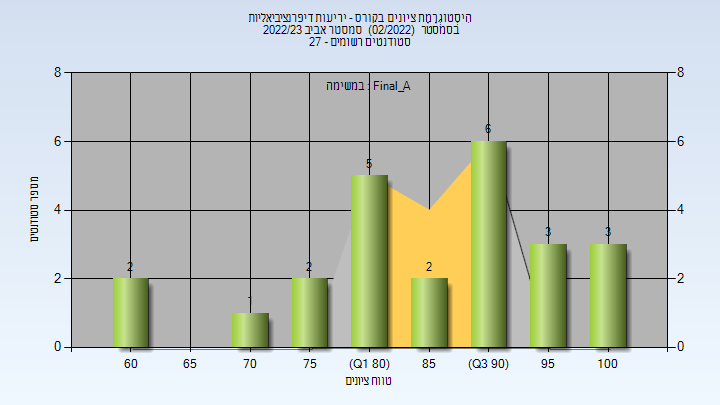 היסטוגרמת ציונים בקורס - יריעות דיפרנציאביליות
בסמסטר (02/2022) סמסטר אביב 2022/23
סטודנטים רשומים - 27
במשימה : Final_A
8 8
6 6
4 4
2 2
0 0
מספר סטודנטים
2 1 2 5 2 6 3 3
60 65 70 75 (Q1 80) 85 (Q3 90) 95 100
טווח ציונים